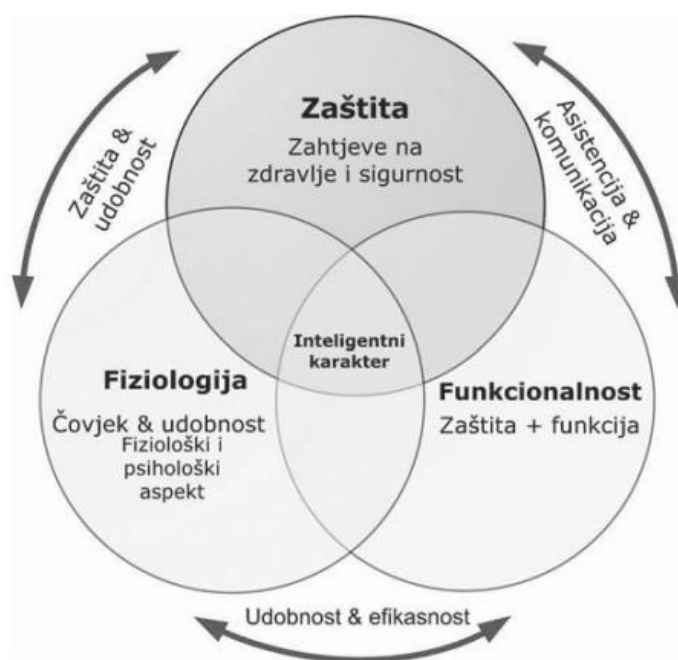 Zaštita
Zahtjeve na
zdravlje i sigurnost
Zaštita &
udobnost
Asistencija &
komunikacija
Inteligentni
karakter
Fiziologija
Čovjek & udobnost
Fiziološki i
psihološki
aspekt
Funkcionalnost
Zaštita + funkcija
Udobnost & efikasnost